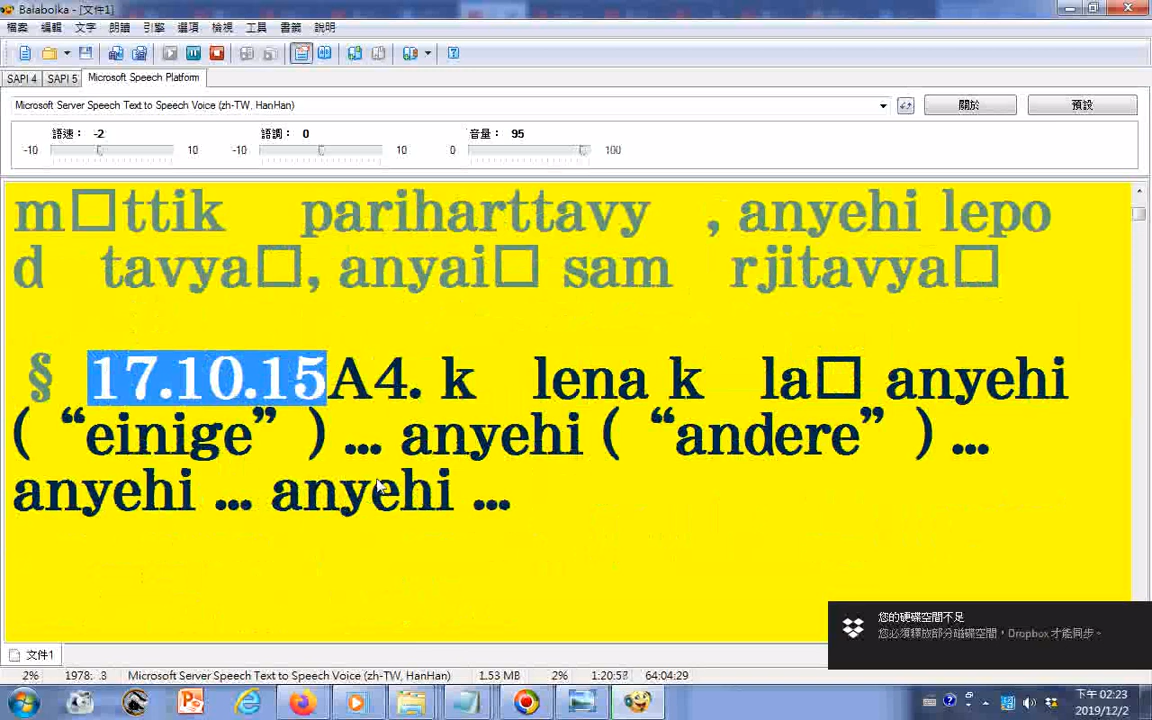 Balabolka - [文件1]
檔案 編輯 文字 朗讀 引擎 選項 檢視 工具 書籤 說明
SAPI 4 SAPI 5 Microsoft Speech Platform
Microsoft Server Speech Text to Speech Voice (zh-TW, HanHan) 關於 預設
語速： -2 語調： 0 音量： 95
-10 10 -10 10 0 100
m□ttik pariharttavy , anyehi lepo
d tavya□, anyai□ sam rjitavya□
§ 17.10.15A4. k lena k la□ anyehi
( “einige” ) ... anyehi ( “andere” ) ...
anyehi ... anyehi ...
您的硬碟空間不足
您必須釋放部分磁碟空間，Dropbox 才能同步。
文件1
2% 1978: 3 Microsoft Server Speech Text to Speech Voice (zh-TW, HanHan) 1.53 MB 2% 1:20:53 64:04:29
下午 02:23
2019/12/2